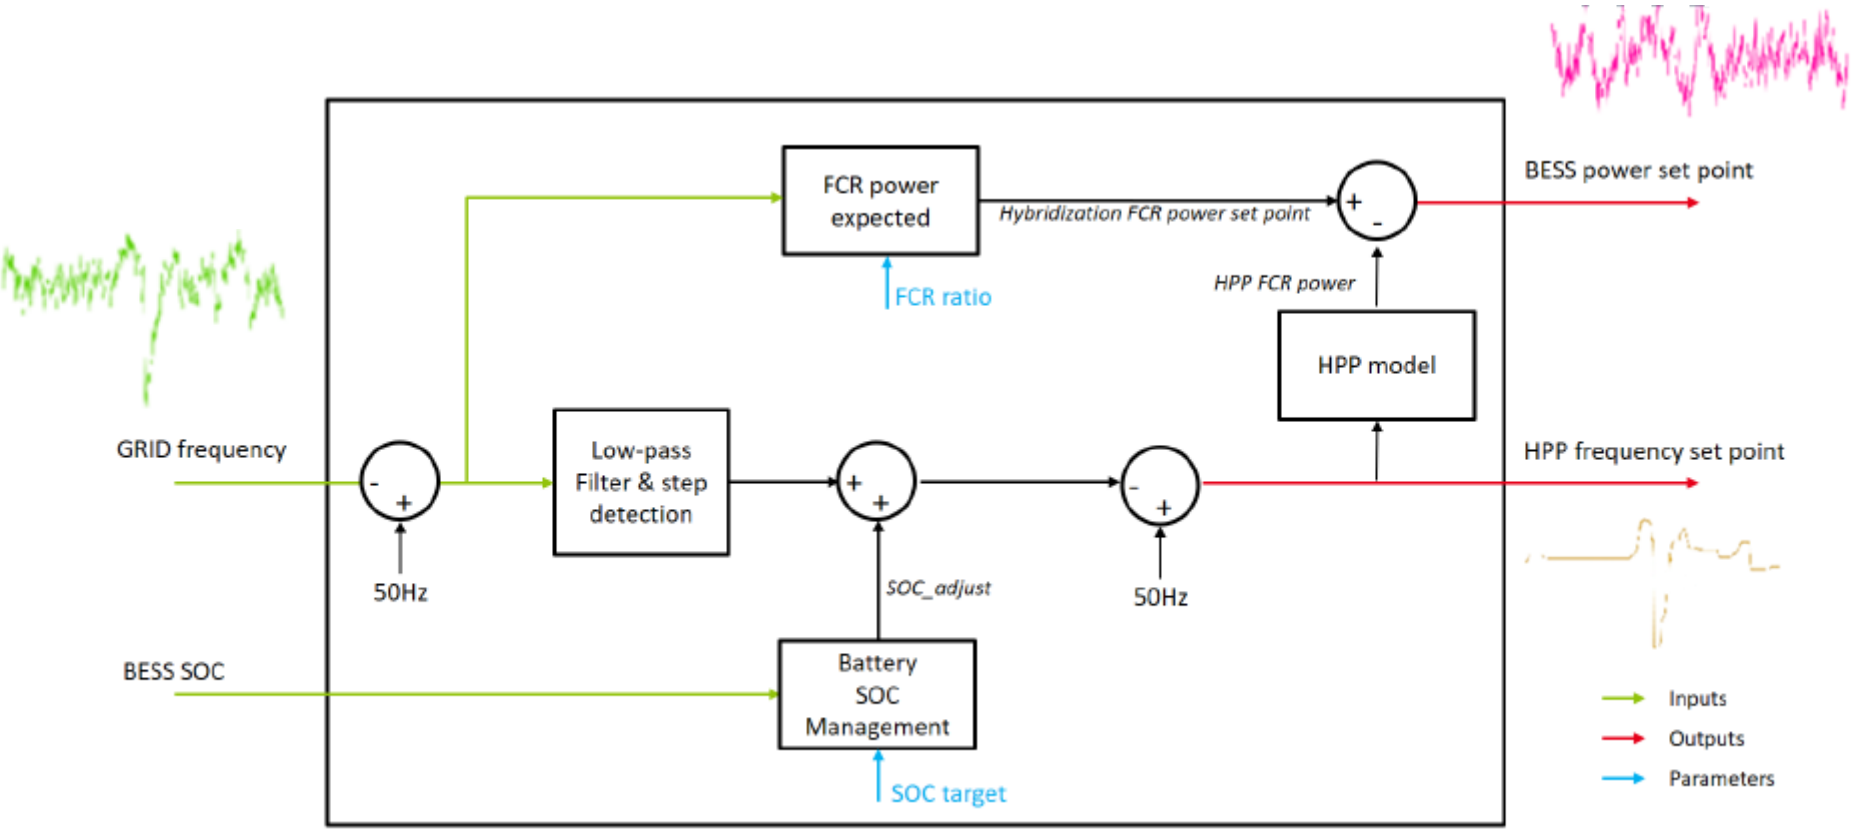 BESS power set point
FCR power
expected
+
-
Hybridization FCR power set point
HPP FCR power
FCR ratio
HPP model
GRID frequency
-
+
50Hz
Low-pass
Filter & step
detection
+
+
-
+
50Hz
HPP frequency set point
SOC_adjust
BESS SOC
Battery
SOC
Management
SOC target
Inputs
Outputs
Parameters